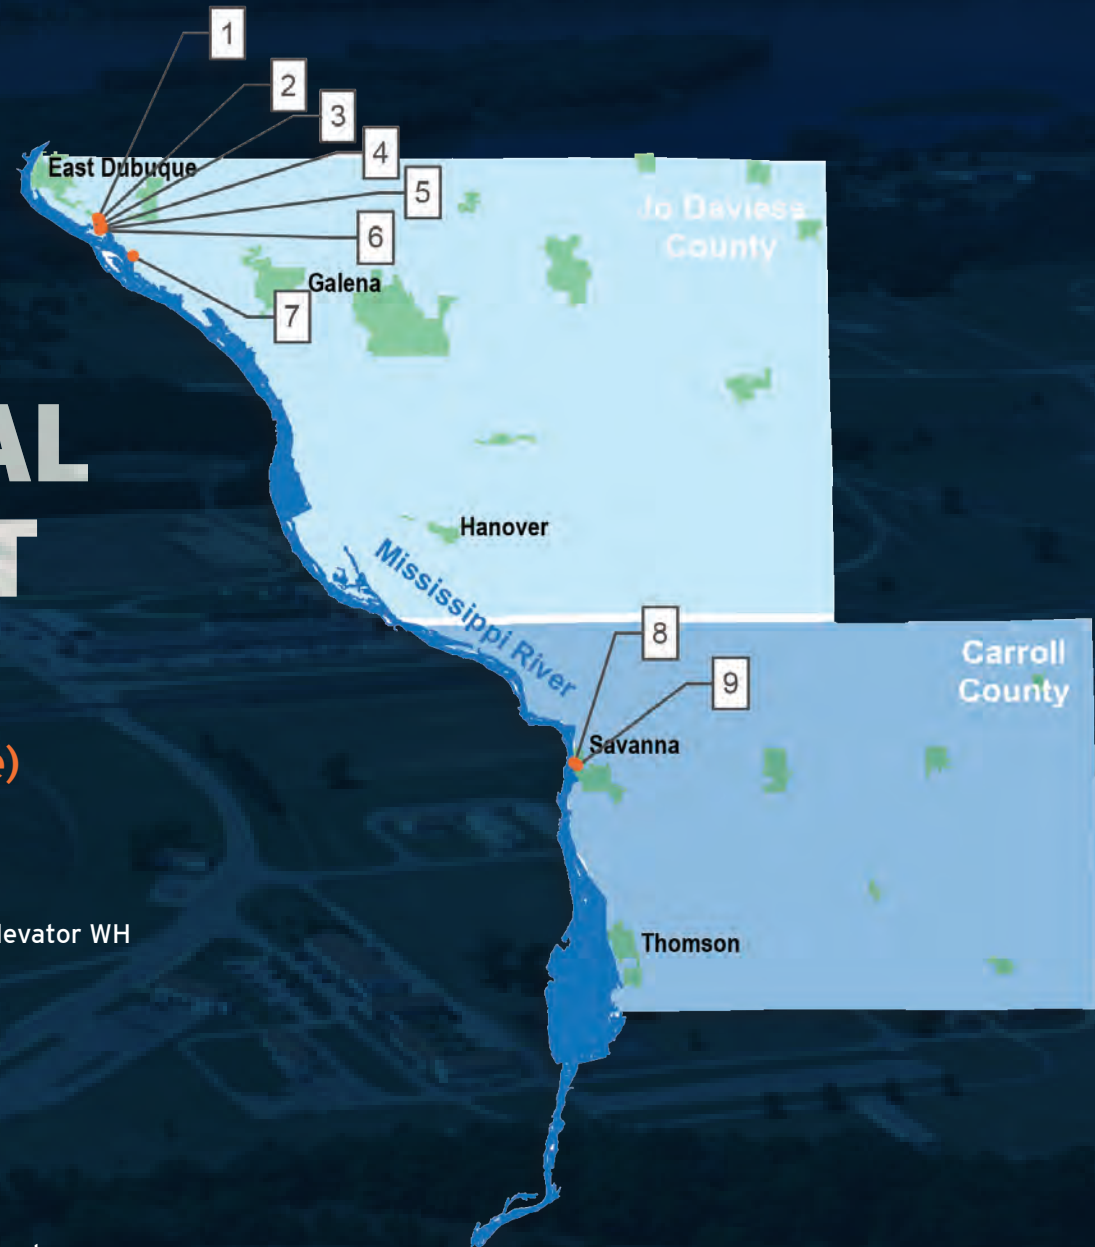 1
2
3
4
East Dubuque
5
Jo Daviess
County
6
Galena
7
AL
T
Hanover
Mississippi River
8
Carroll
County
9
Savanna
e)
levator WH
Thomson